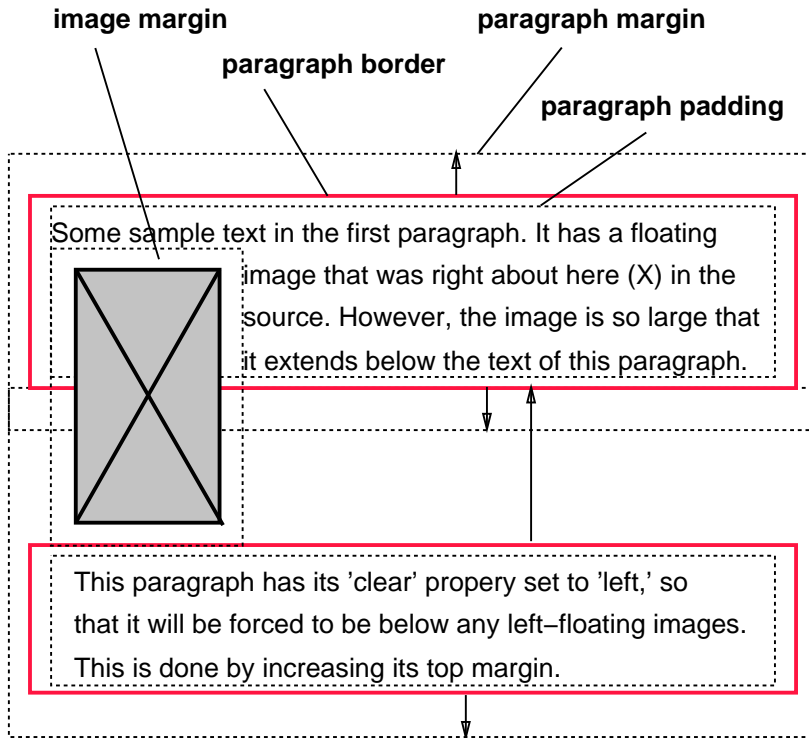 image margin
paragraph margin
paragraph border
paragraph padding
Some sample text in the first paragraph. It has a floating
image that was right about here (X) in the
source. However, the image is so large that
it extends below the text of this paragraph.
This paragraph has its ’clear’ propery set to ’left,’ so
that it will be forced to be below any left−floating images.
This is done by increasing its top margin.